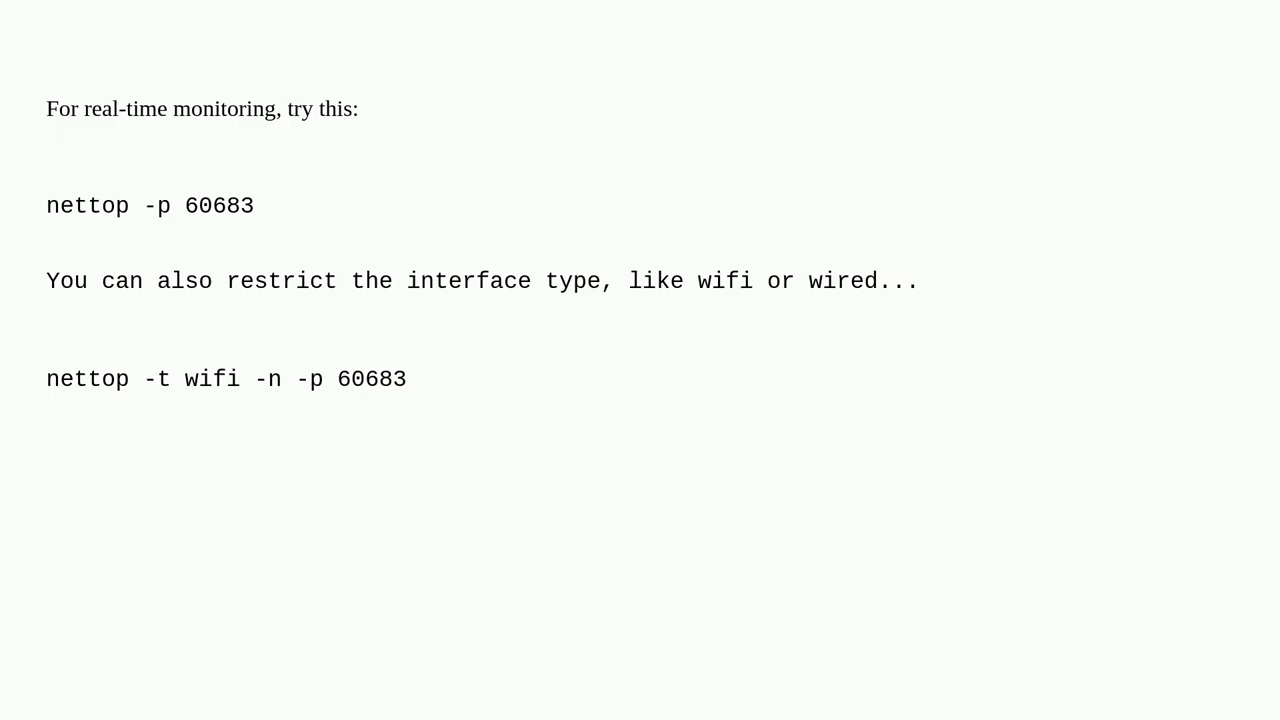 For real-time monitoring, try this:
nettop -p 60683
You can also restrict the interface type, like wifi or wired...
nettop -t wifi -n -p 60683